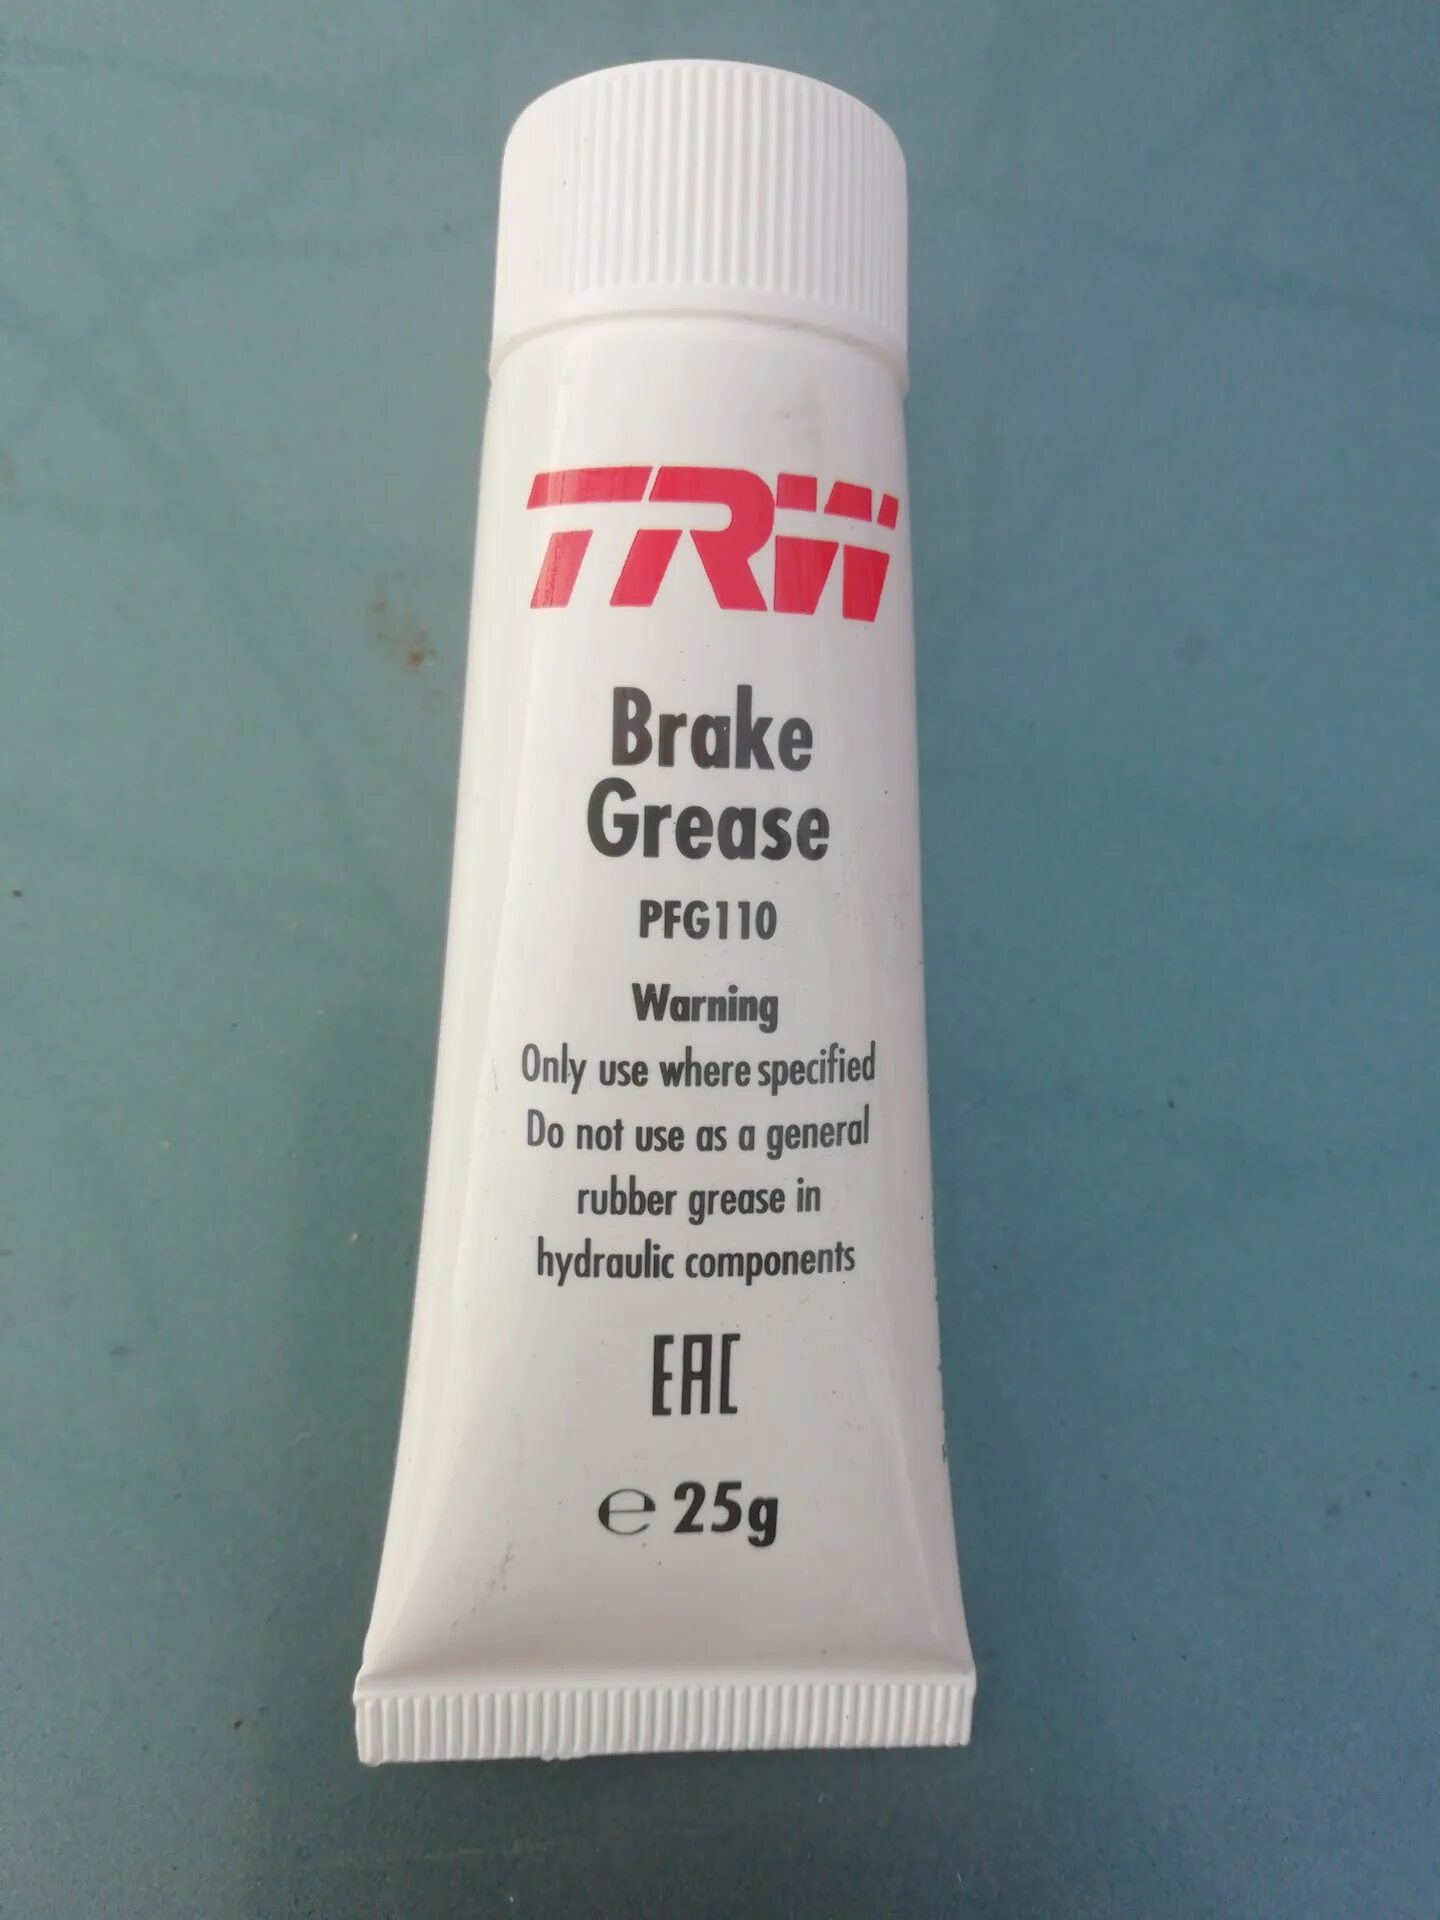 TRW
Brake
Grease
PFG110
Warning
Only use where specified
Do not use as a general
rubber grease in
hydraulic components
EAC
℮ 25g